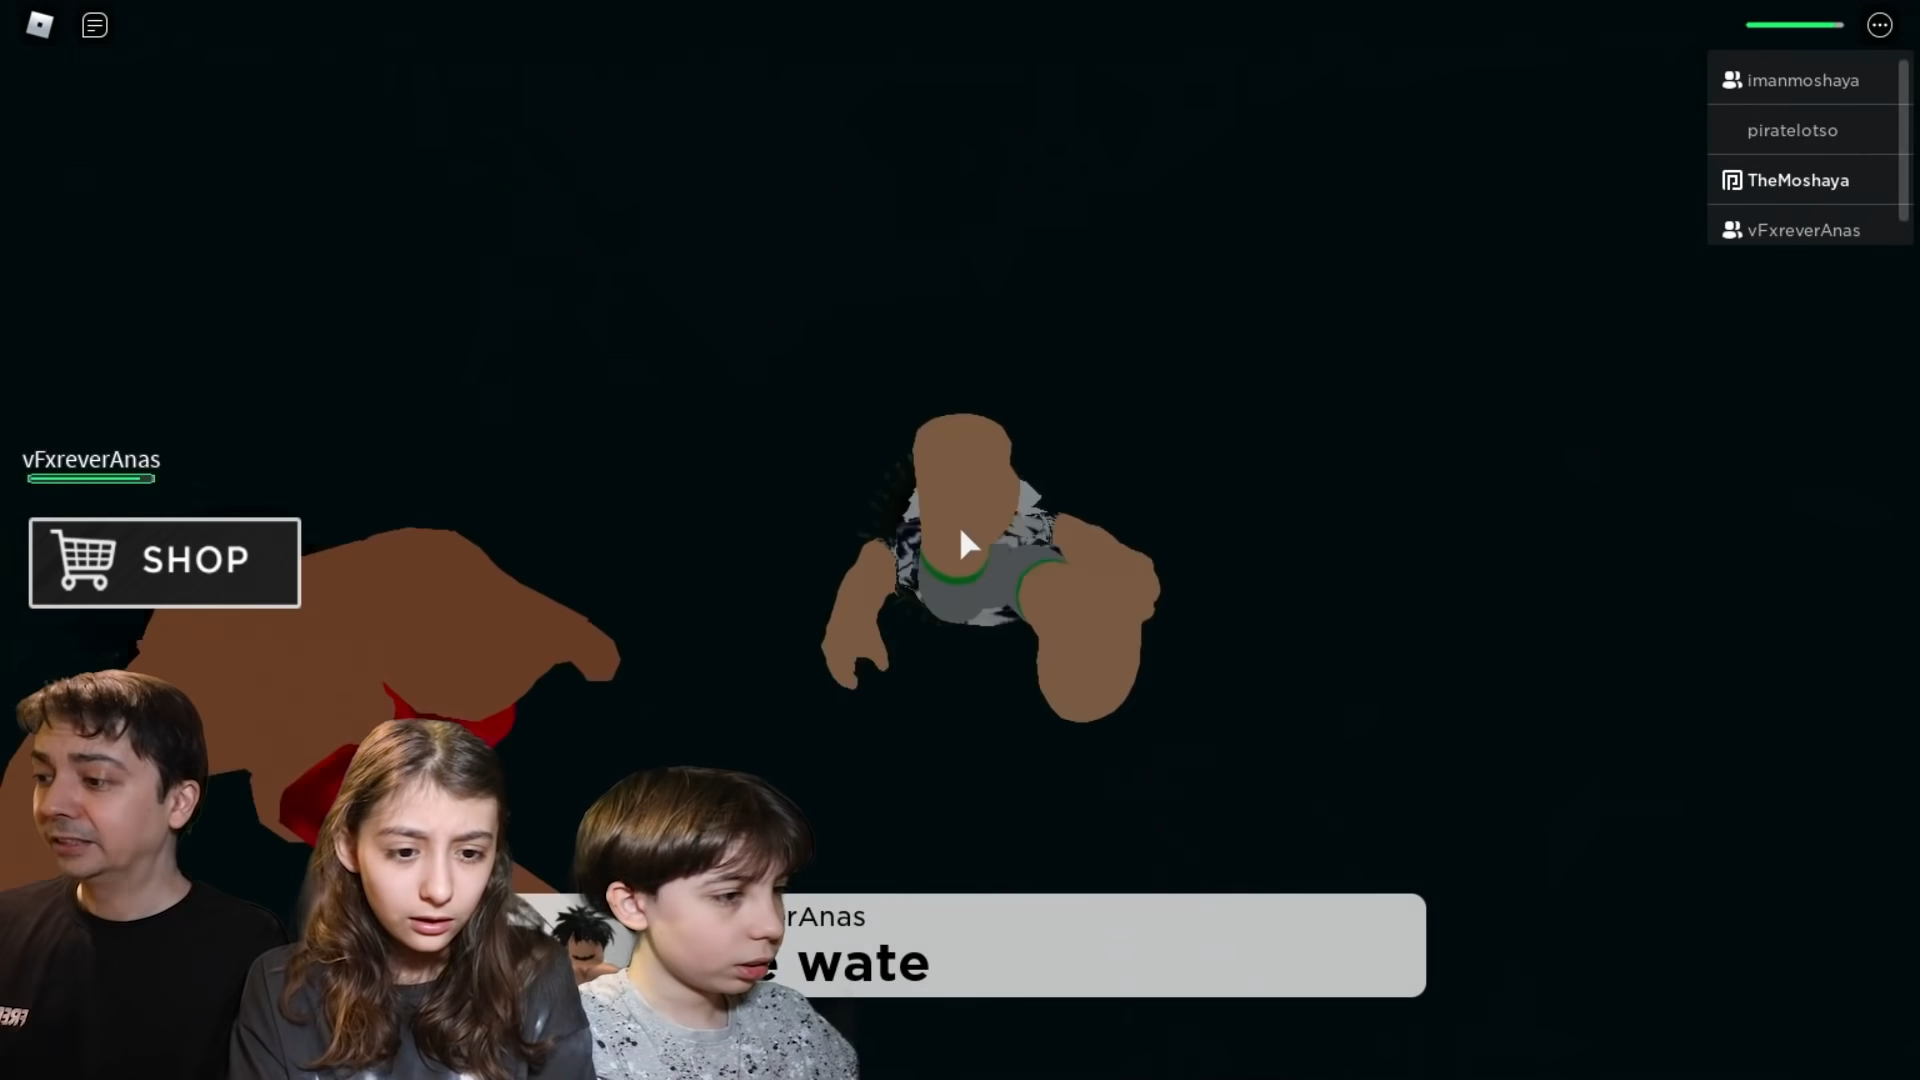 imanmoshaya
piratelotso
TheMoshaya
vFxreverAnas
vFxreverAnas
SHOP
rAnas
wate